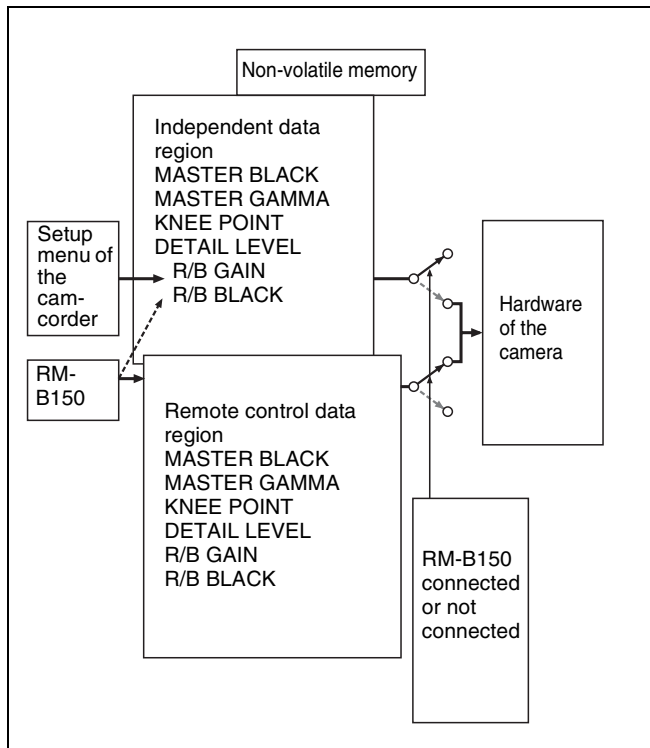 Non-volatile memory
Independent data
region
MASTER BLACK
MASTER GAMMA
KNEE POINT
DETAIL LEVEL
R/B GAIN
R/B BLACK
Setup
menu of
the
cam-
corder
RM-
B150
Hardware
of the
camera
Remote control data
region
MASTER BLACK
MASTER GAMMA
KNEE POINT
DETAIL LEVEL
R/B GAIN
R/B BLACK
RM-B150
connected
or not
connected